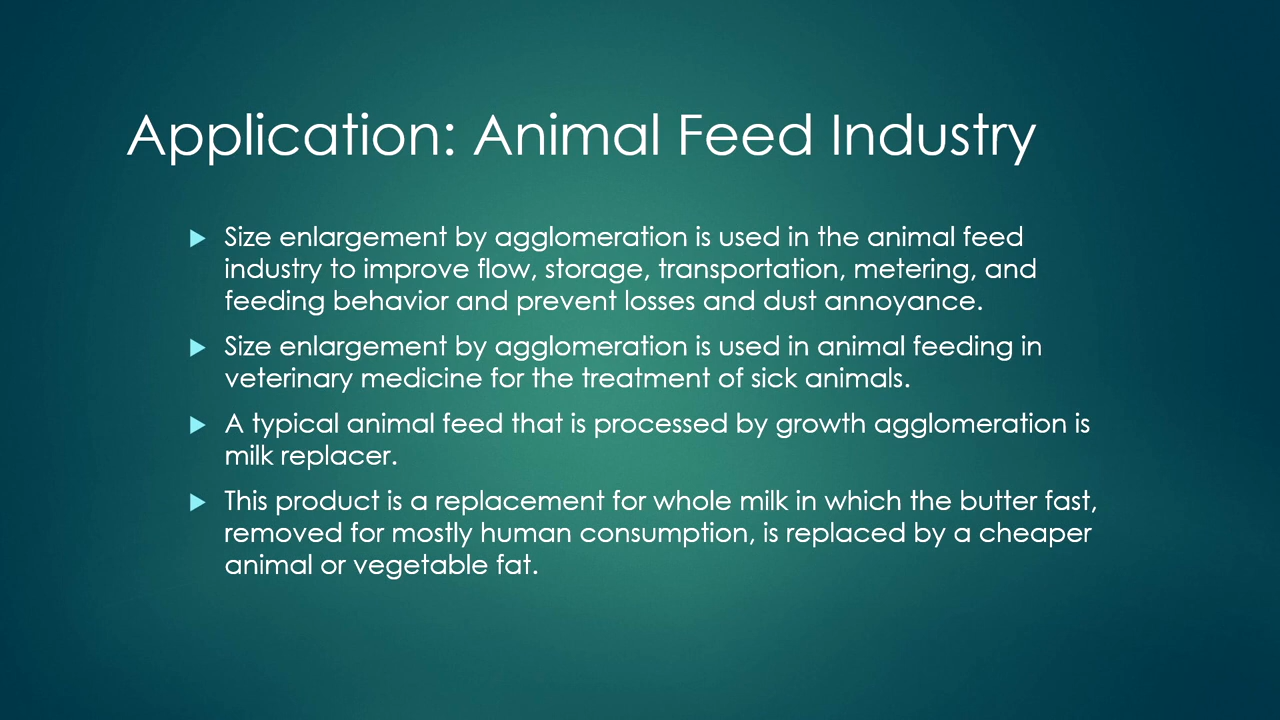 Application: Animal Feed Industry
Size enlargement by agglomeration is used in the animal feed
industry to improve flow, storage, transportation, metering, and
feeding behavior and prevent losses and dust annoyance.
Size enlargement by agglomeration is used in animal feeding in
veterinary medicine for the treatment of sick animals.
A typical animal feed that is processed by growth agglomeration is
milk replacer.
This product is a replacement for whole milk in which the butter fast,
removed for mostly human consumption, is replaced by a cheaper
animal or vegetable fat.